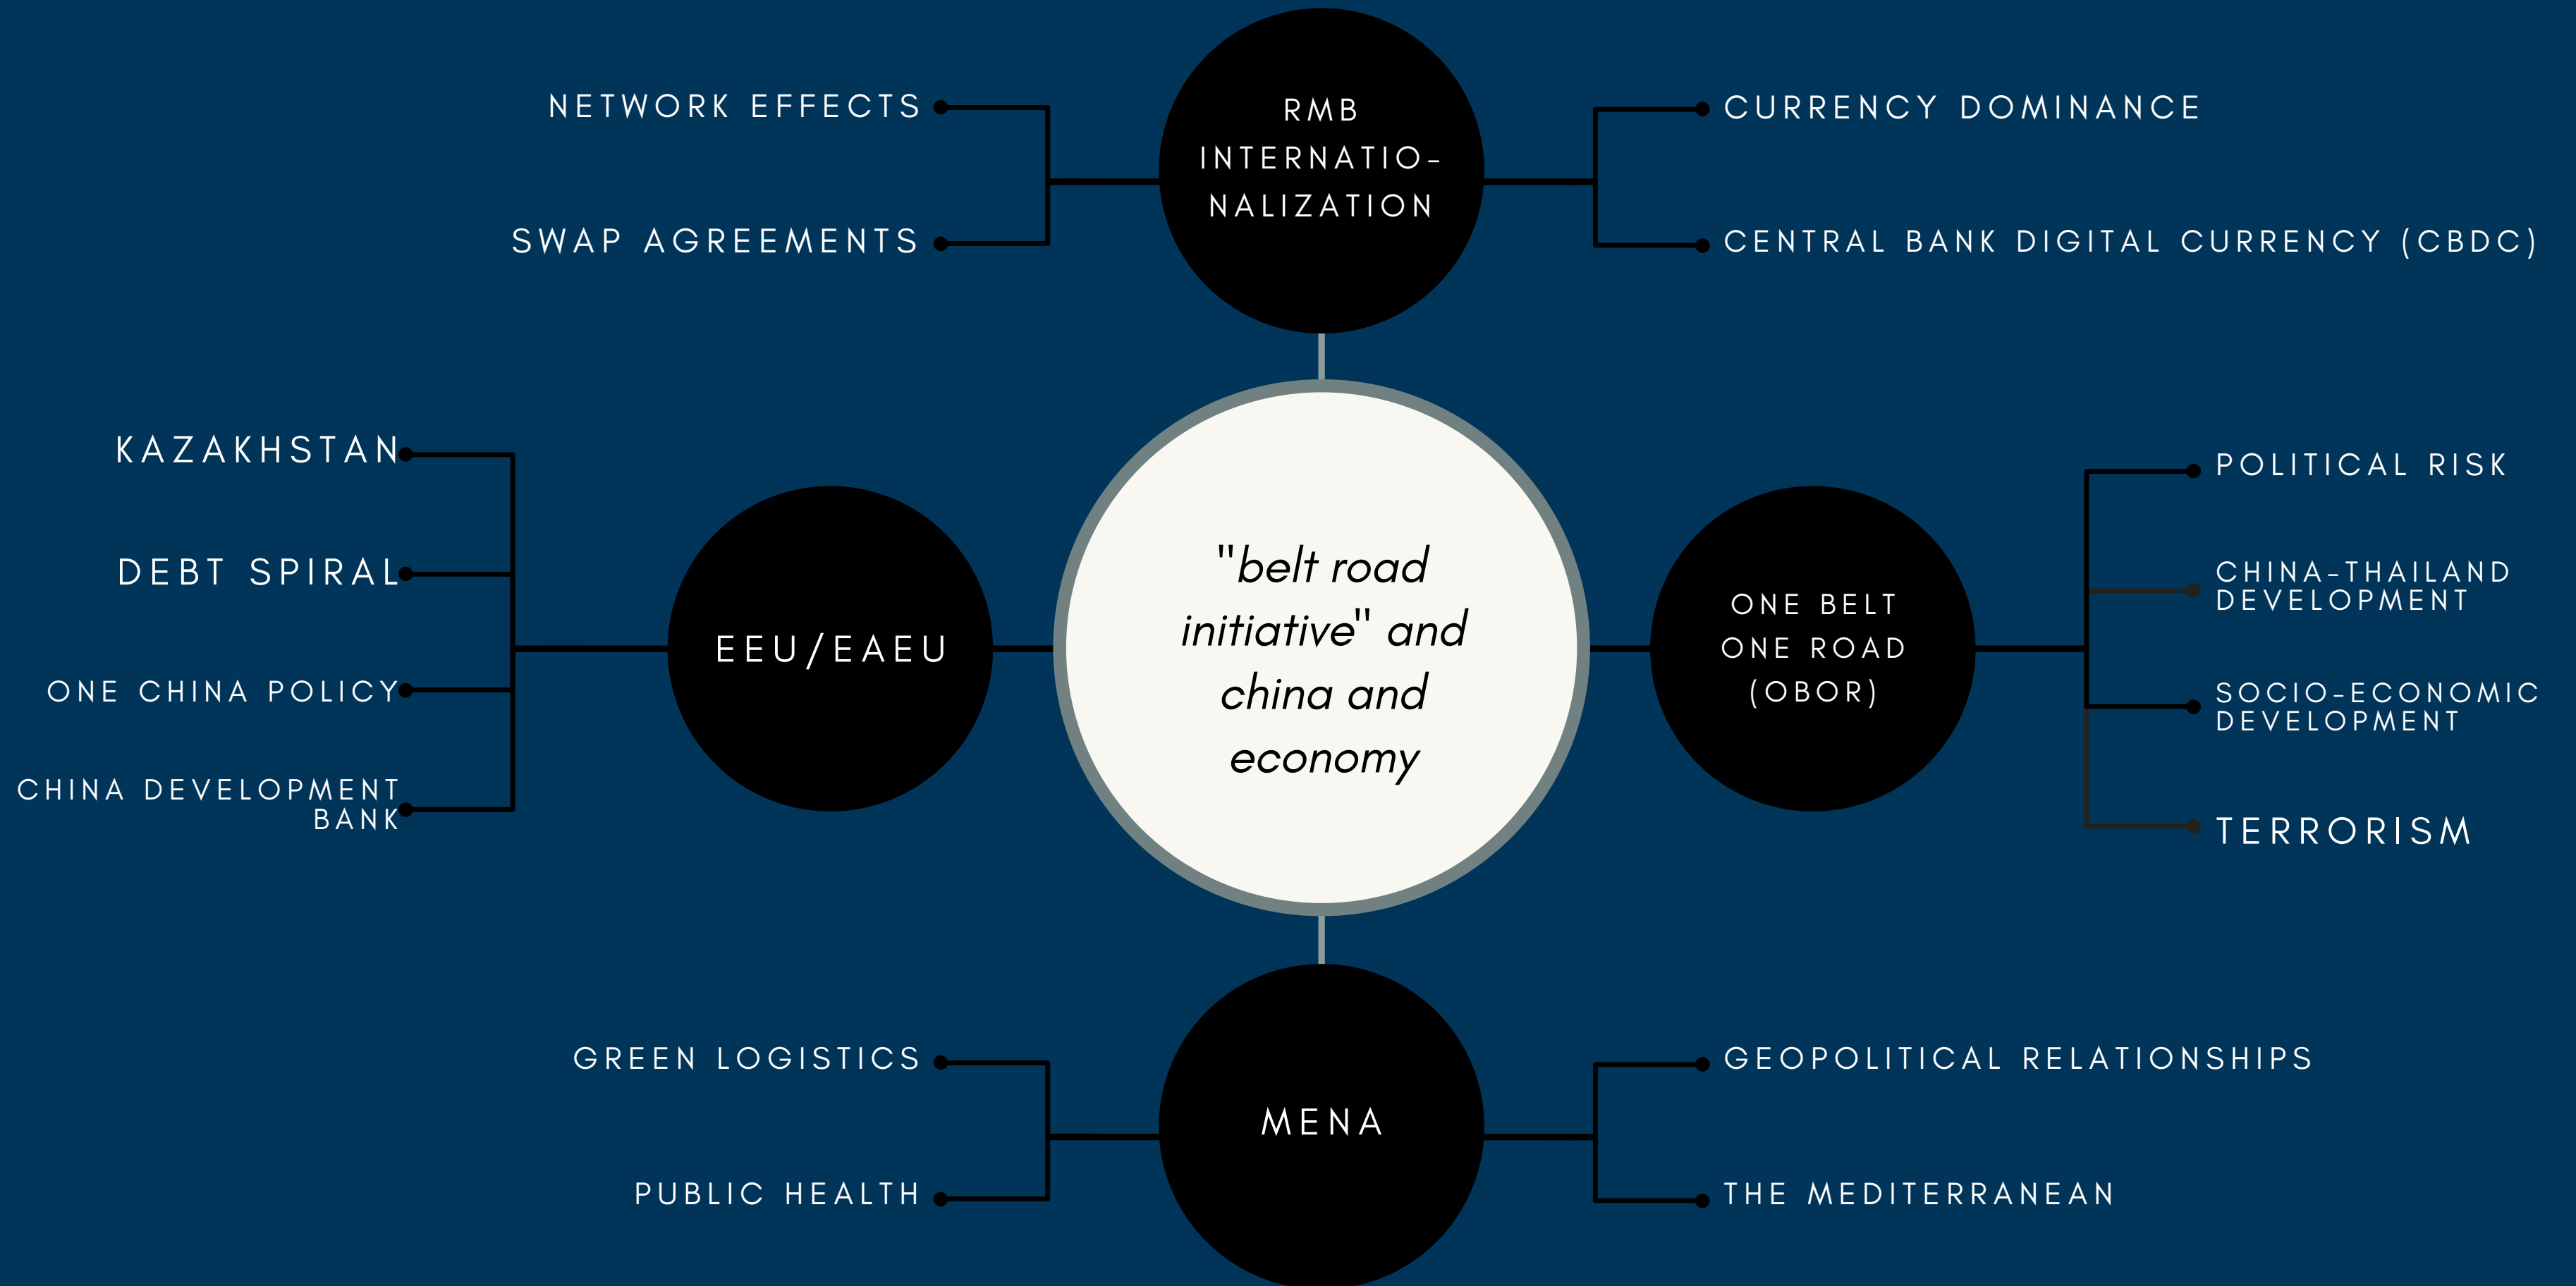 NETWORK EFFECTS
SWAP AGREEMENTS
RMB
INTERNATIO-
NALIZATION
CURRENCY DOMINANCE
CENTRAL BANK DIGITAL CURRENCY (CBDC)
KAZAKHSTAN
DEBT SPIRAL
ONE CHINA POLICY
CHINA DEVELOPMENT
BANK
EEU/EAEU
"belt road
initiative" and
china and
economy
ONE BELT
ONE ROAD
(OBOR)
POLITICAL RISK
CHINA-THAILAND
DEVELOPMENT
SOCIO-ECONOMIC
DEVELOPMENT
TERRORISM
GREEN LOGISTICS
PUBLIC HEALTH
MENA
GEOPOLITICAL RELATIONSHIPS
THE MEDITERRANEAN